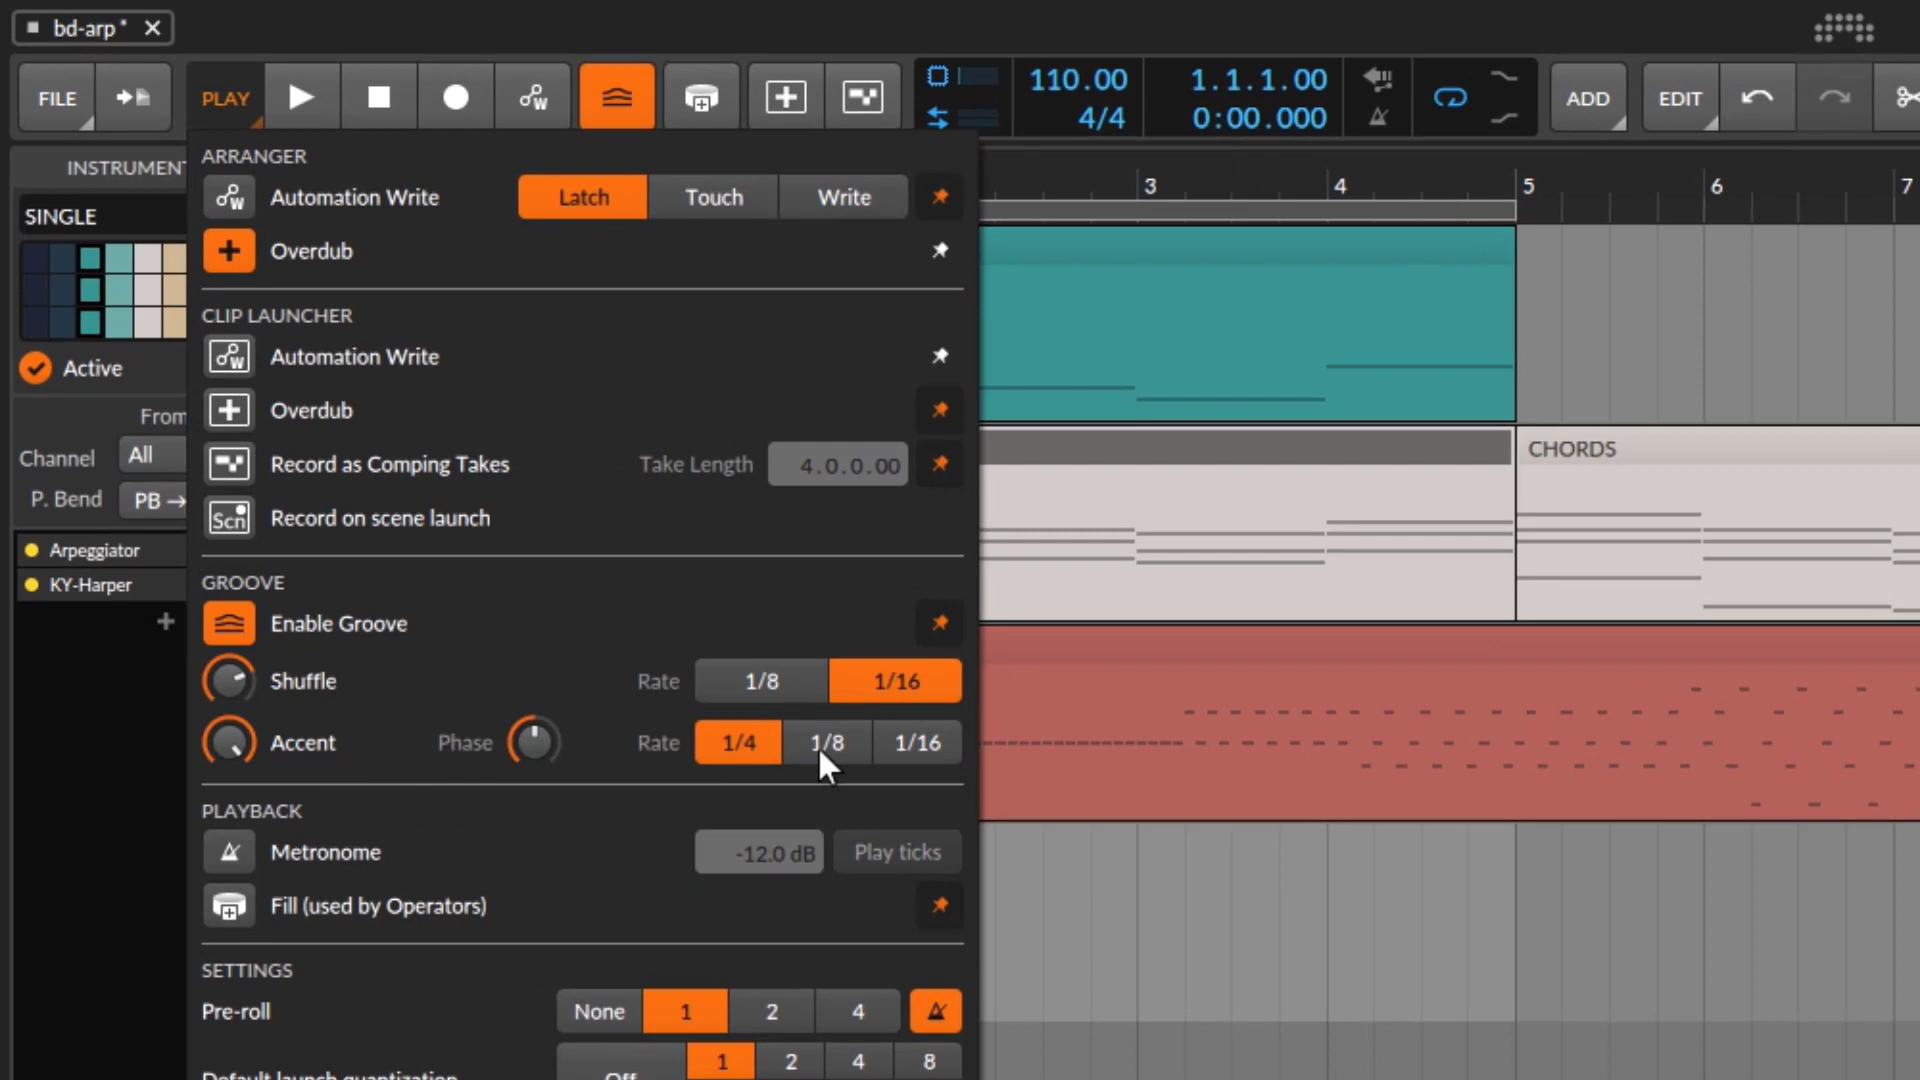 bd-arp*
FILE
PLAY
110.00
4/4
1.1.1.00
0:00.000
ADD
EDIT
INSTRUMENT
SINGLE
Active
From
Channel All
P. Bend PB →
Arpeggiator
KY-Harper
+
ARRANGER
Automation Write Latch Touch Write
Overdub
CLIP LAUNCHER
Automation Write
Overdub
Record as Comping Takes Take Length 4.0.0.00
Scn Record on scene launch
GROOVE
Enable Groove
Shuffle Rate 1/8 1/16
Accent Phase Rate 1/4 1/8 1/16
PLAYBACK
Metronome -12.0 dB Play ticks
Fill (used by Operators)
SETTINGS
Pre-roll None 1 2 4
Default launch quantization Off 1 2 4 8
3 4 5 6 7
CHORDS